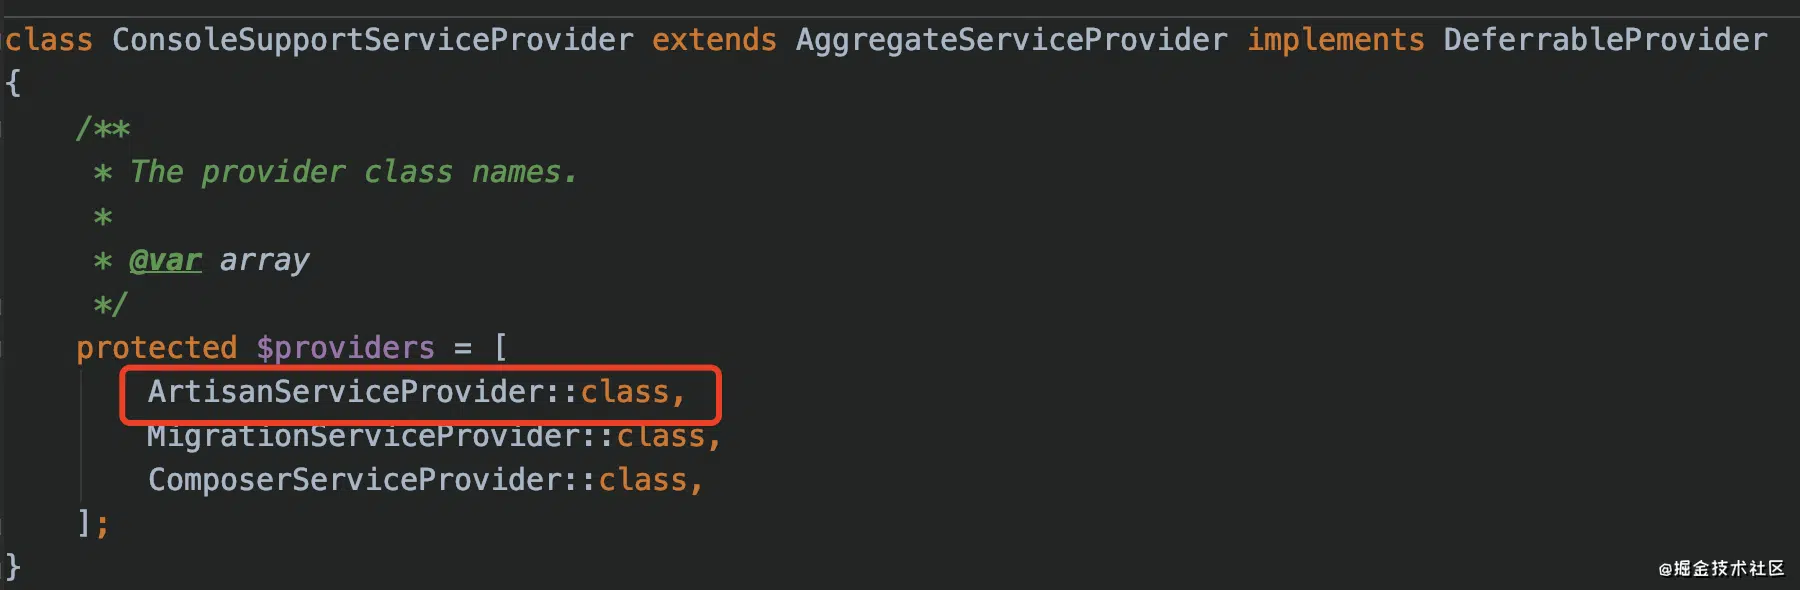 class ConsoleSupportServiceProvider extends AggregateServiceProvider implements DeferrableProvider
{
    /**
     * The provider class names.
     *
     * @var array
     */
    protected $providers = [
        ArtisanServiceProvider::class,
        MigrationServiceProvider::class,
        ComposerServiceProvider::class,
    ];
}
@掘金技术社区